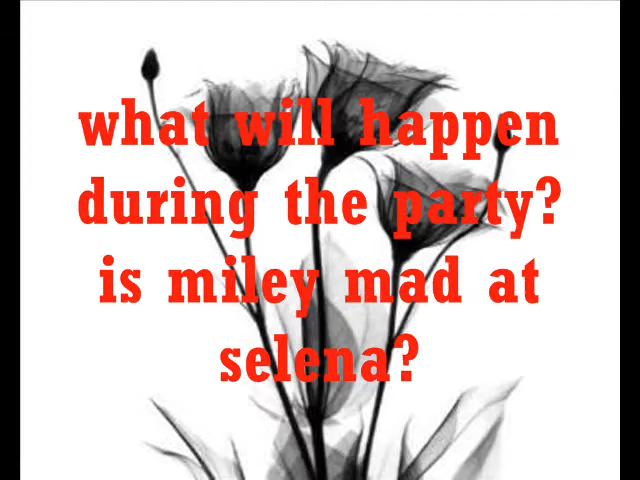 what will happen
during the party?
is miley mad at
selena?